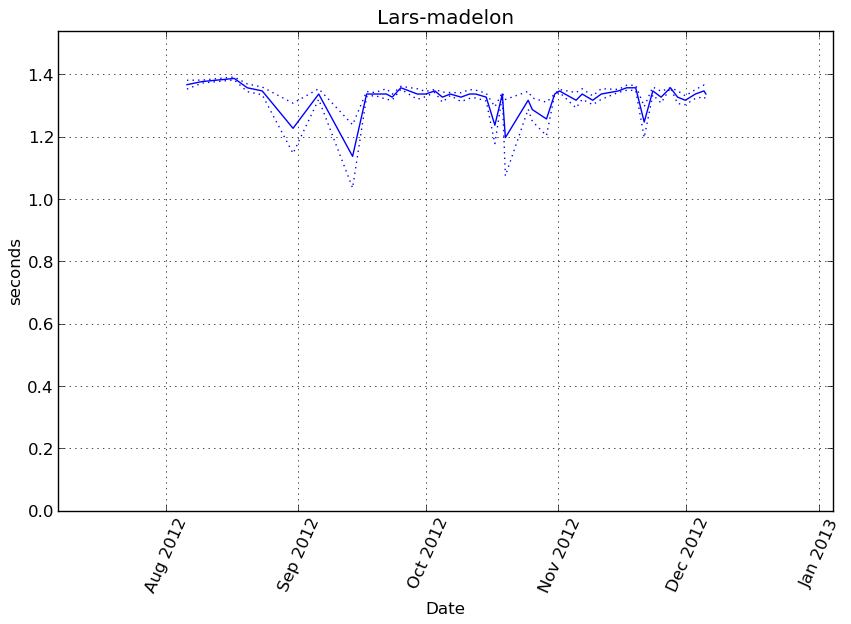 Lars-madelon
1.4
1.2
1.0
0.8
0.6
0.4
0.2
0.0
seconds
Aug 2012
Sep 2012
Oct 2012
Nov 2012
Dec 2012
Jan 2013
Date